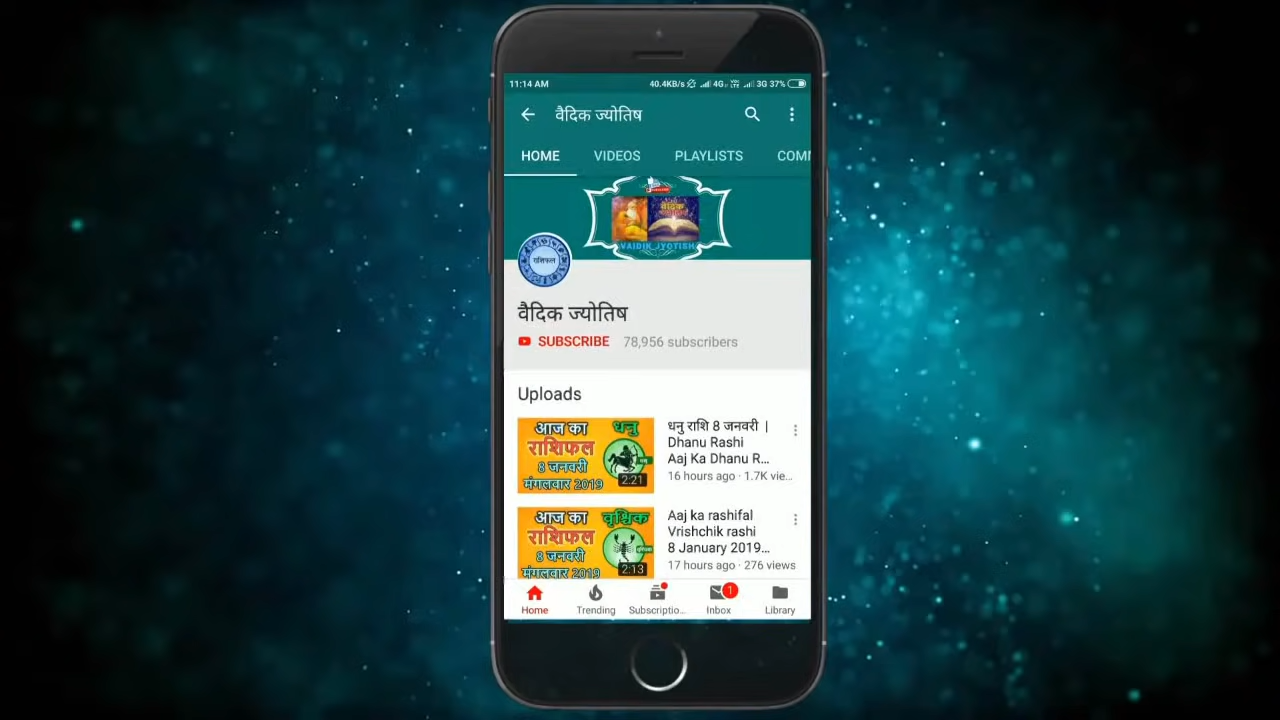 11:14 AM
40.4KB/s 4G 3G 37%
वैदिक ज्योतिष
HOME VIDEOS PLAYLISTS COMM
वैदिक
VAIDIK JYOTISH
राशिफल
वैदिक ज्योतिष
SUBSCRIBE 78,956 subscribers
Uploads
आज का धनु
राशिफल
8 जनवरी
मंगलवार 2019
2:21
धनु राशि 8 जनवरी |
Dhanu Rashi
Aaj Ka Dhanu R...
16 hours ago · 1.7K vie...
आज का वृश्चिक
राशिफल
8 जनवरी
मंगलवार 2019
2:13
Aaj ka rashifal
Vrishchik rashi
8 January 2019...
17 hours ago · 276 views
1
Home Trending Subscriptio... Inbox Library